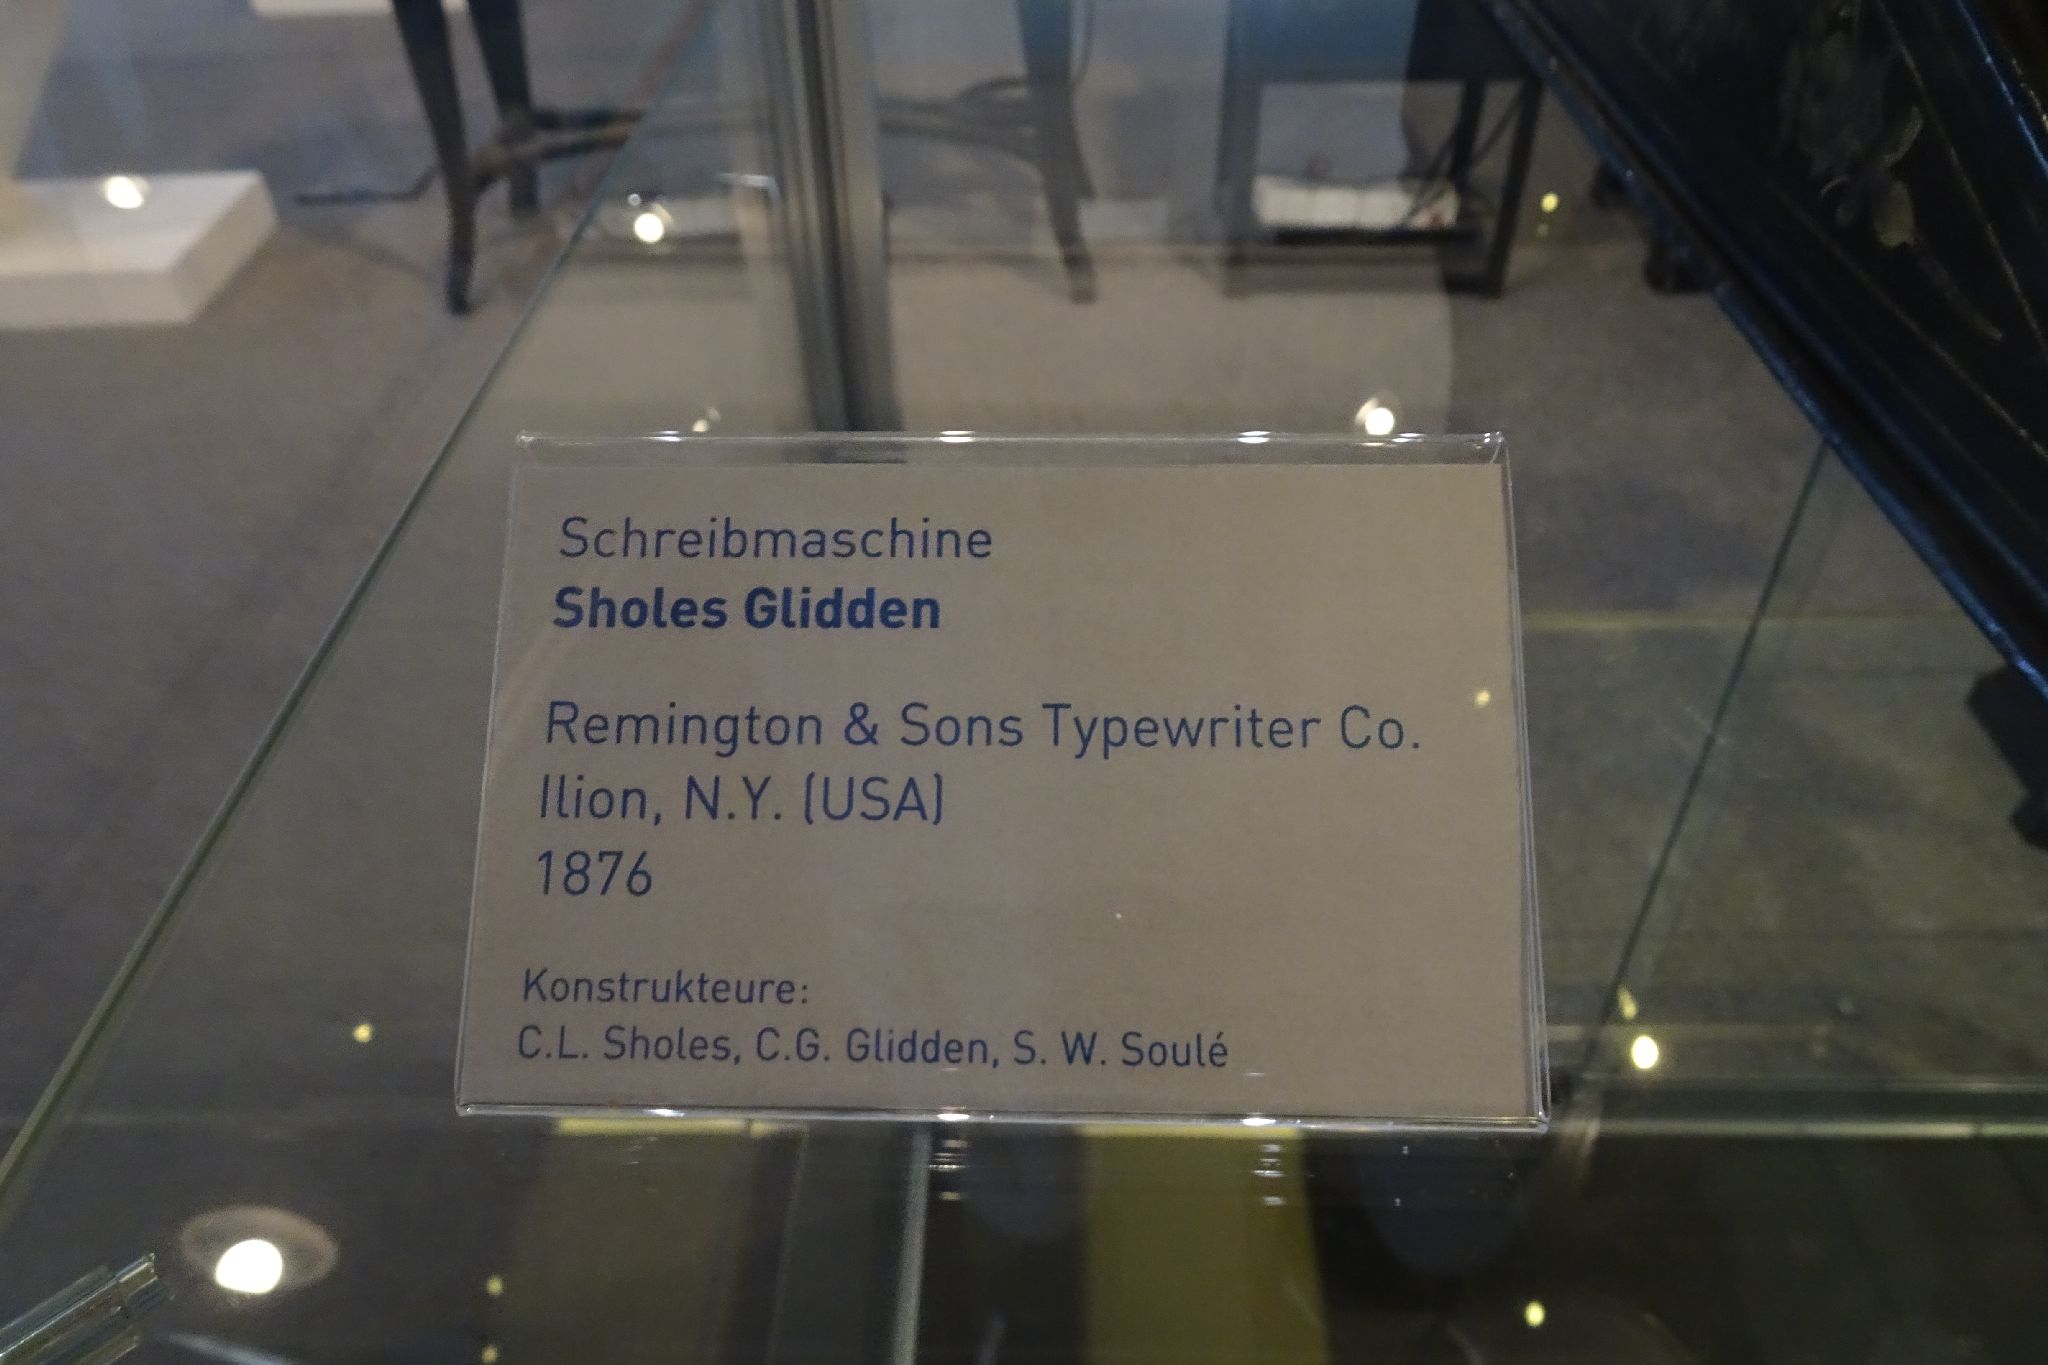 Schreibmaschine
Sholes Glidden
Remington & Sons Typewriter Co.
Ilion, N.Y. (USA)
1876
Konstrukteure:
C.L. Sholes, C.G. Glidden, S. W. Soulé